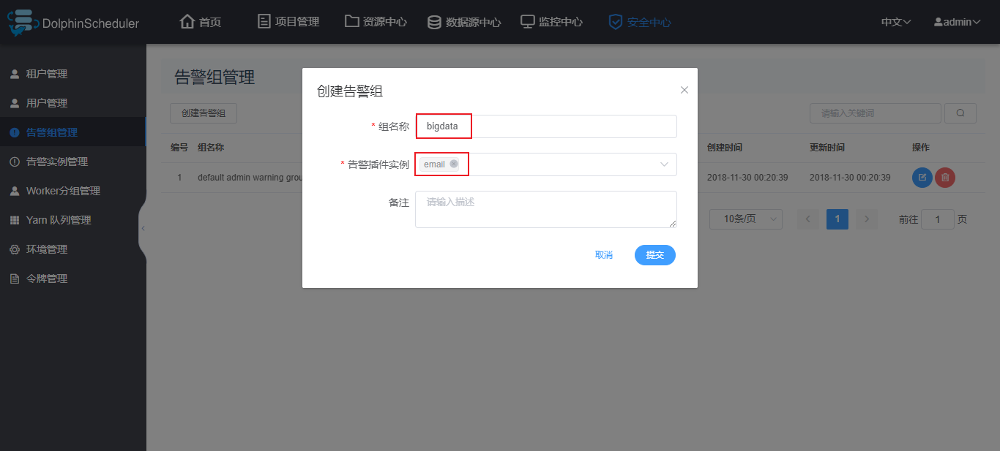 DolphinScheduler
首页
项目管理
资源中心
数据源中心
监控中心
安全中心
中文
admin
租户管理
用户管理
告警组管理
告警实例管理
Worker分组管理
Yarn 队列管理
环境管理
令牌管理
告警组管理
创建告警组
请输入关键词
编号 组名称 创建时间 更新时间 操作
1 default admin warning grou 2018-11-30 00:20:39 2018-11-30 00:20:39
10条/页 1 前往 1 页
创建告警组
* 组名称 bigdata
* 告警插件实例 email
备注 请输入描述
取消 提交